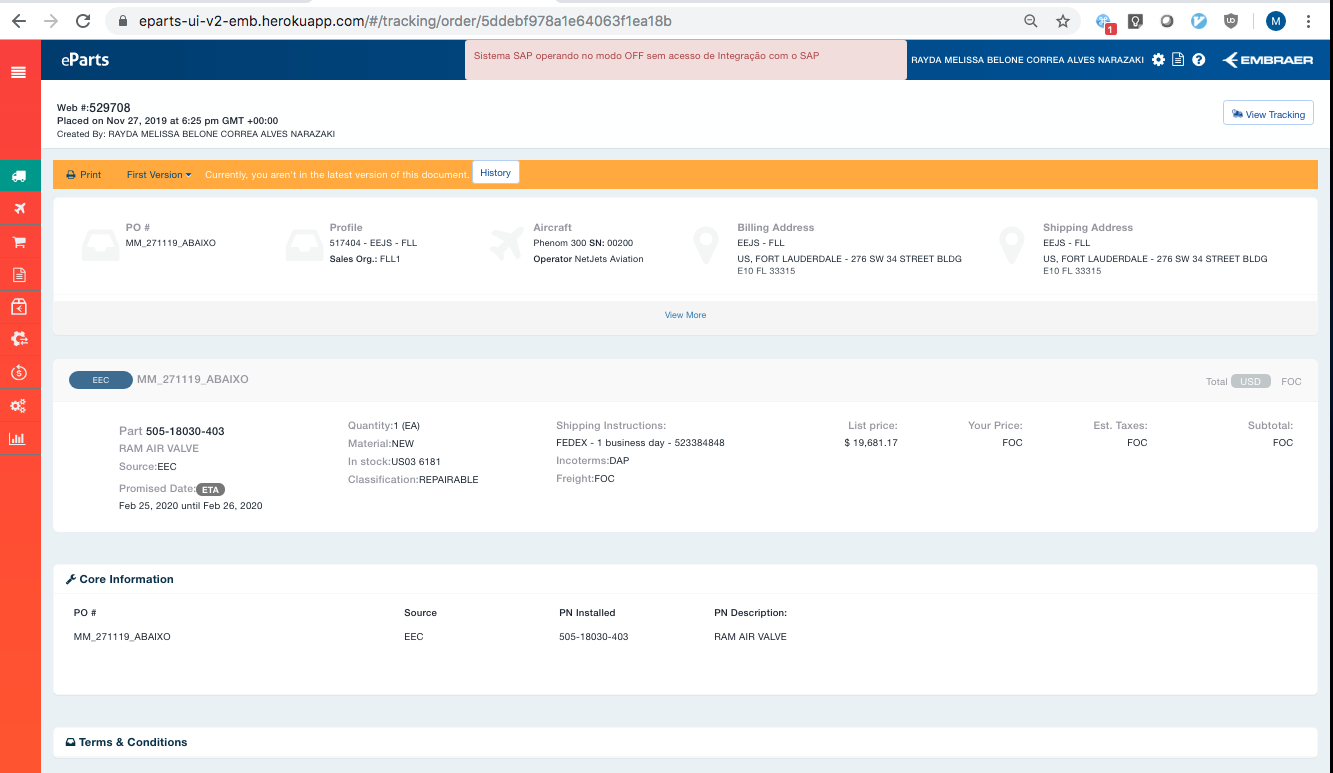 eparts-ui-v2-emb.herokuapp.com/#/tracking/order/5ddebf978a1e64063f1ea18b
1
UD
M
eParts
Sistema SAP operando no modo OFF sem acesso de Integração com o SAP
RAYDA MELISSA BELONE CORREA ALVES NARAZAKI
EMBRAER
Web #:529708
Placed on Nov 27, 2019 at 6:25 pm GMT +00:00
Created By: RAYDA MELISSA BELONE CORREA ALVES NARAZAKI
View Tracking
Print
First Version
Currently, you aren't in the latest version of this document.
History
PO #
MM_271119_ABAIXO
Profile
517404 - EEJS - FLL
Sales Org.: FLL1
Aircraft
Phenom 300 SN: 00200
Operator NetJets Aviation
Billing Address
EEJS - FLL
US, FORT LAUDERDALE - 276 SW 34 STREET BLDG
E10 FL 33315
Shipping Address
EEJS - FLL
US, FORT LAUDERDALE - 276 SW 34 STREET BLDG
E10 FL 33315
View More
EEC
MM_271119_ABAIXO
Total USD FOC
Part 505-18030-403
RAM AIR VALVE
Source:EEC
Promised Date: ETA
Feb 25, 2020 until Feb 26, 2020
Quantity:1 (EA)
Material:NEW
In stock:US03 6181
Classification:REPAIRABLE
Shipping Instructions:
FEDEX - 1 business day - 523384848
Incoterms:DAP
Freight:FOC
List price:
$ 19,681.17
Your Price:
FOC
Est. Taxes:
FOC
Subtotal:
FOC
Core Information
PO # Source PN Installed PN Description:
MM_271119_ABAIXO EEC 505-18030-403 RAM AIR VALVE
Terms & Conditions